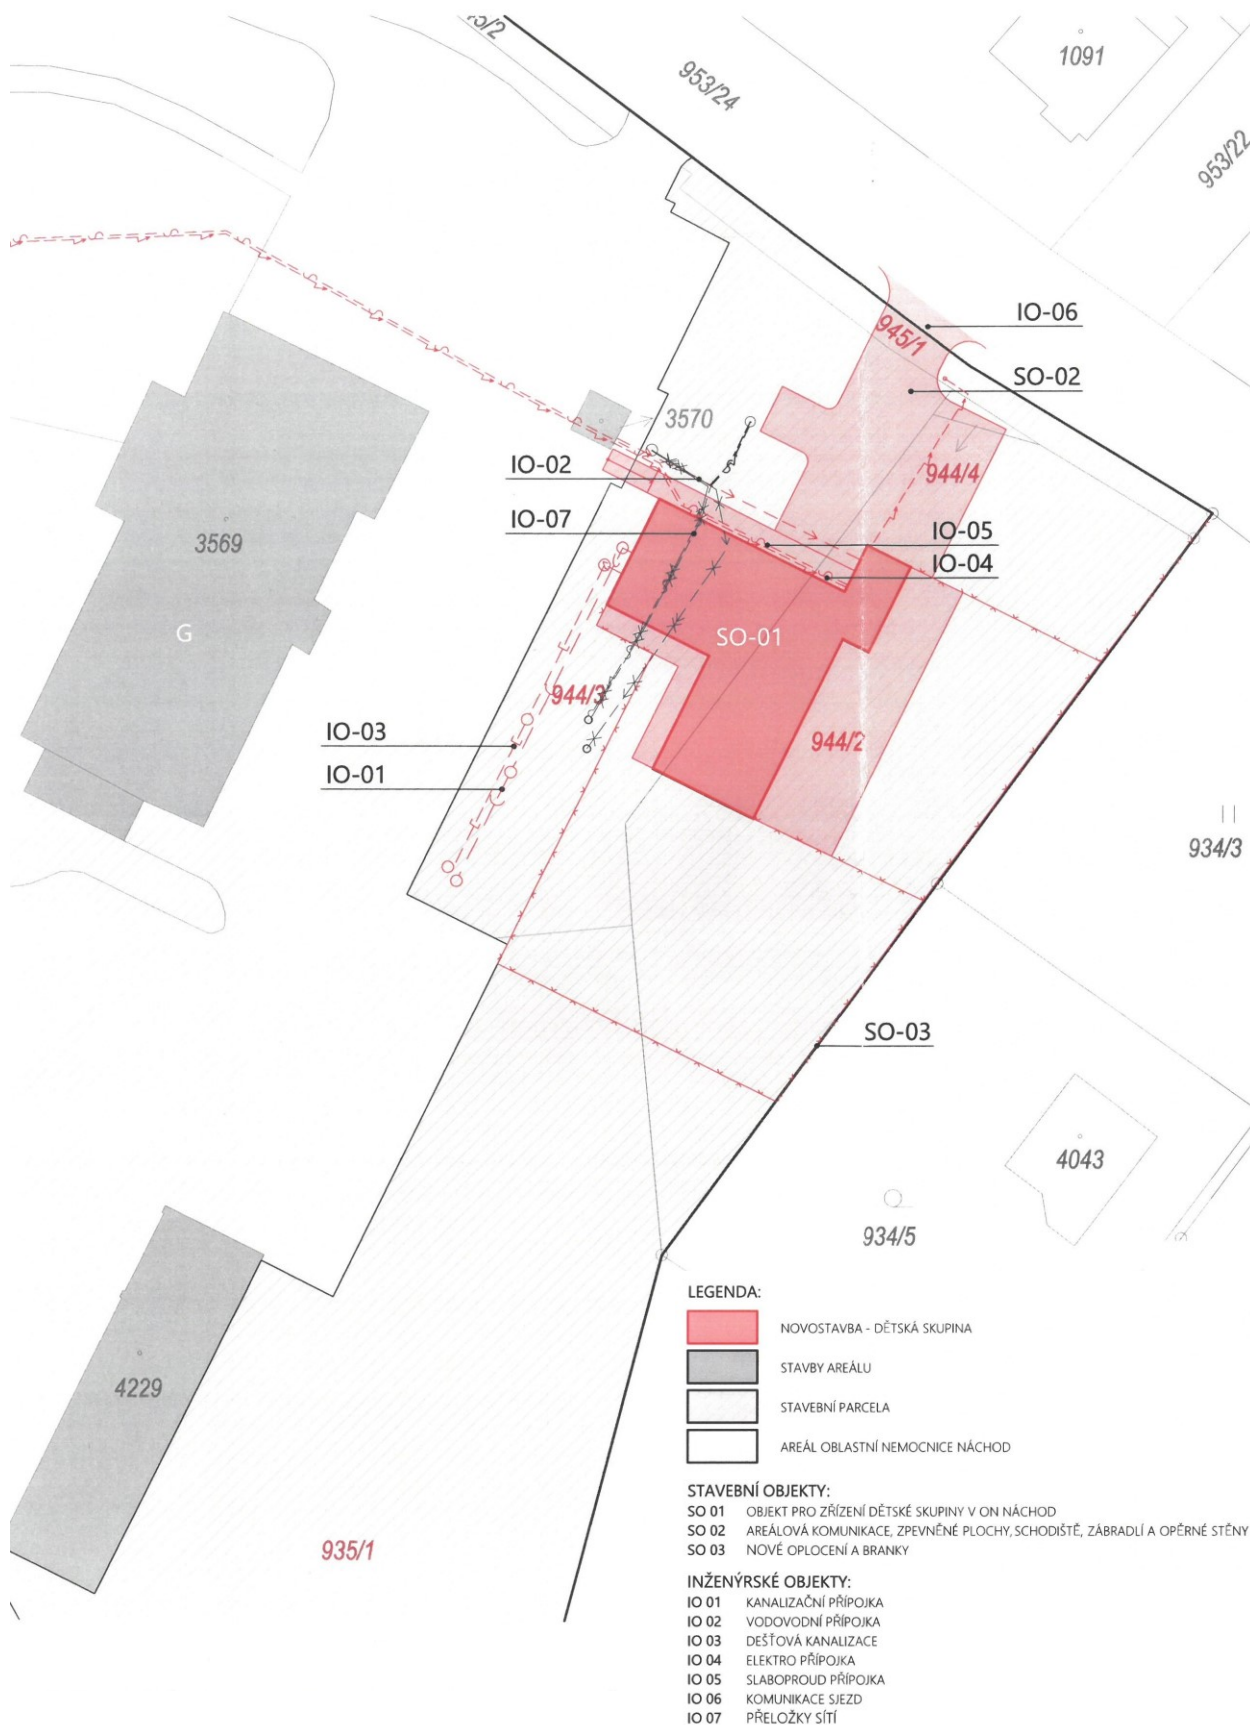 1091
953/24
953/22
IO-06
945/1
SO-02
3570
944/4
IO-02
IO-07
IO-05
3569
IO-04
G
SO-01
944/3
IO-03
944/2
IO-01
934/3
SO-03
4043
934/5
4229
935/1
LEGENDA:
NOVOSTAVBA - DĚTSKÁ SKUPINA
STAVBY AREÁLU
STAVEBNÍ PARCELA
AREÁL OBLASTNÍ NEMOCNICE NÁCHOD
STAVEBNÍ OBJEKTY:
SO 01 OBJEKT PRO ZŘÍZENÍ DĚTSKÉ SKUPINY V ON NÁCHOD
SO 02 AREÁLOVÁ KOMUNIKACE, ZPEVNĚNÉ PLOCHY, SCHODIŠTĚ, ZÁBRADLÍ A OPĚRNÉ STĚNY
SO 03 NOVÉ OPLOCENÍ A BRANKY
INŽENÝRSKÉ OBJEKTY:
IO 01 KANALIZAČNÍ PŘÍPOJKA
IO 02 VODOVODNÍ PŘÍPOJKA
IO 03 DEŠŤOVÁ KANALIZACE
IO 04 ELEKTRO PŘÍPOJKA
IO 05 SLABOPROUD PŘÍPOJKA
IO 06 KOMUNIKACE SJEZD
IO 07 PŘELOŽKY SÍTÍ